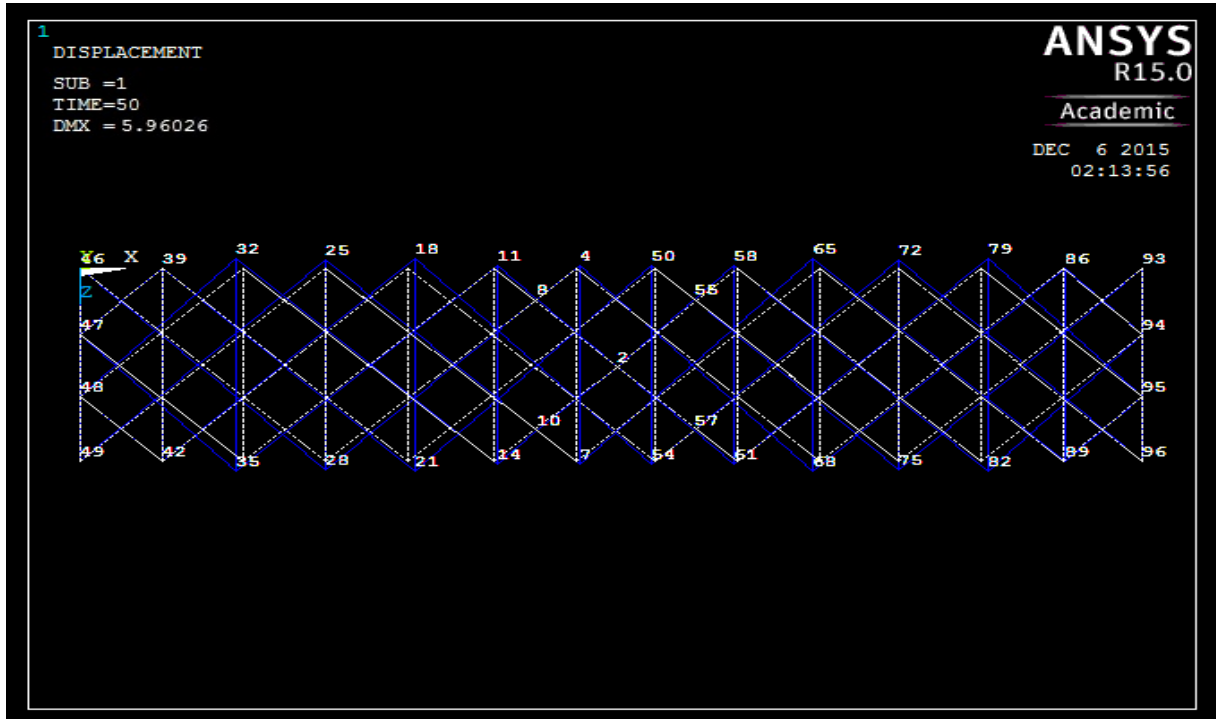 1
DISPLACEMENT
SUB =1
TIME=50
DMX =5.96026
ANSYS
R15.0
Academic
DEC 6 2015
02:13:56
46 X 39 32 25 18 11 4 50 58 65 72 79 86 93
Y
Z 8
47 94
2
48 95
10 57
49 42 35 28 21 14 7 54 61 68 75 82 89 96